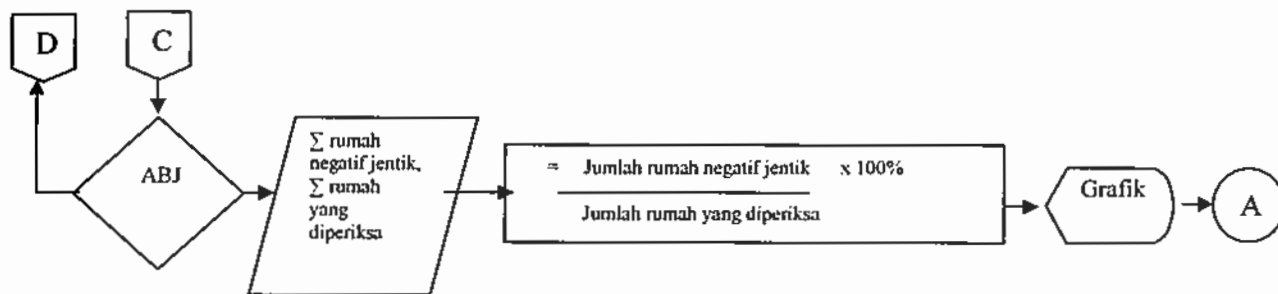 D
C
ABJ
∑ rumah
negatif jentik,
∑ rumah
yang
diperiksa
= Jumlah rumah negatif jentik x 100%
Jumlah rumah yang diperiksa
Grafik
A